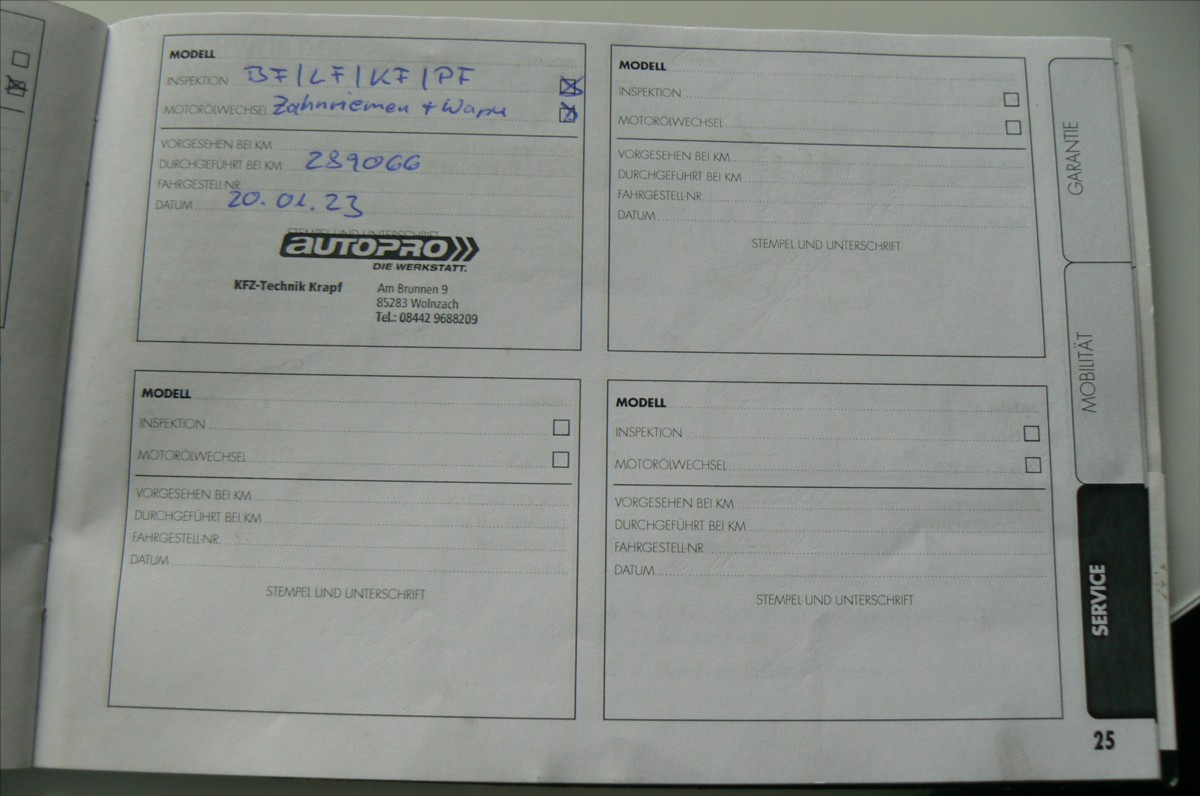 MODELL
INSPEKTION BF/LF/KF/PF
MOTORÖLWECHSEL Zahnriemen + Wapu
VORGESEHEN BEI KM
DURCHGEFÜHRT BEI KM 289066
FAHRGESTELL-NR.
DATUM 20.01.23
STEMPEL UND UNTERSCHRIFT
AUTOPRO
DIE WERKSTATT.
KFZ-Technik Krapf Am Brunnen 9
85283 Wolnzach
Tel.: 08442 9688209
MODELL
INSPEKTION
MOTORÖLWECHSEL
VORGESEHEN BEI KM
DURCHGEFÜHRT BEI KM
FAHRGESTELL-NR.
DATUM
STEMPEL UND UNTERSCHRIFT
MODELL
INSPEKTION
MOTORÖLWECHSEL
VORGESEHEN BEI KM
DURCHGEFÜHRT BEI KM
FAHRGESTELL-NR.
DATUM
STEMPEL UND UNTERSCHRIFT
MODELL
INSPEKTION
MOTORÖLWECHSEL
VORGESEHEN BEI KM
DURCHGEFÜHRT BEI KM
FAHRGESTELL-NR.
DATUM
STEMPEL UND UNTERSCHRIFT
GARANTIE
MOBILITÄT
SERVICE
25